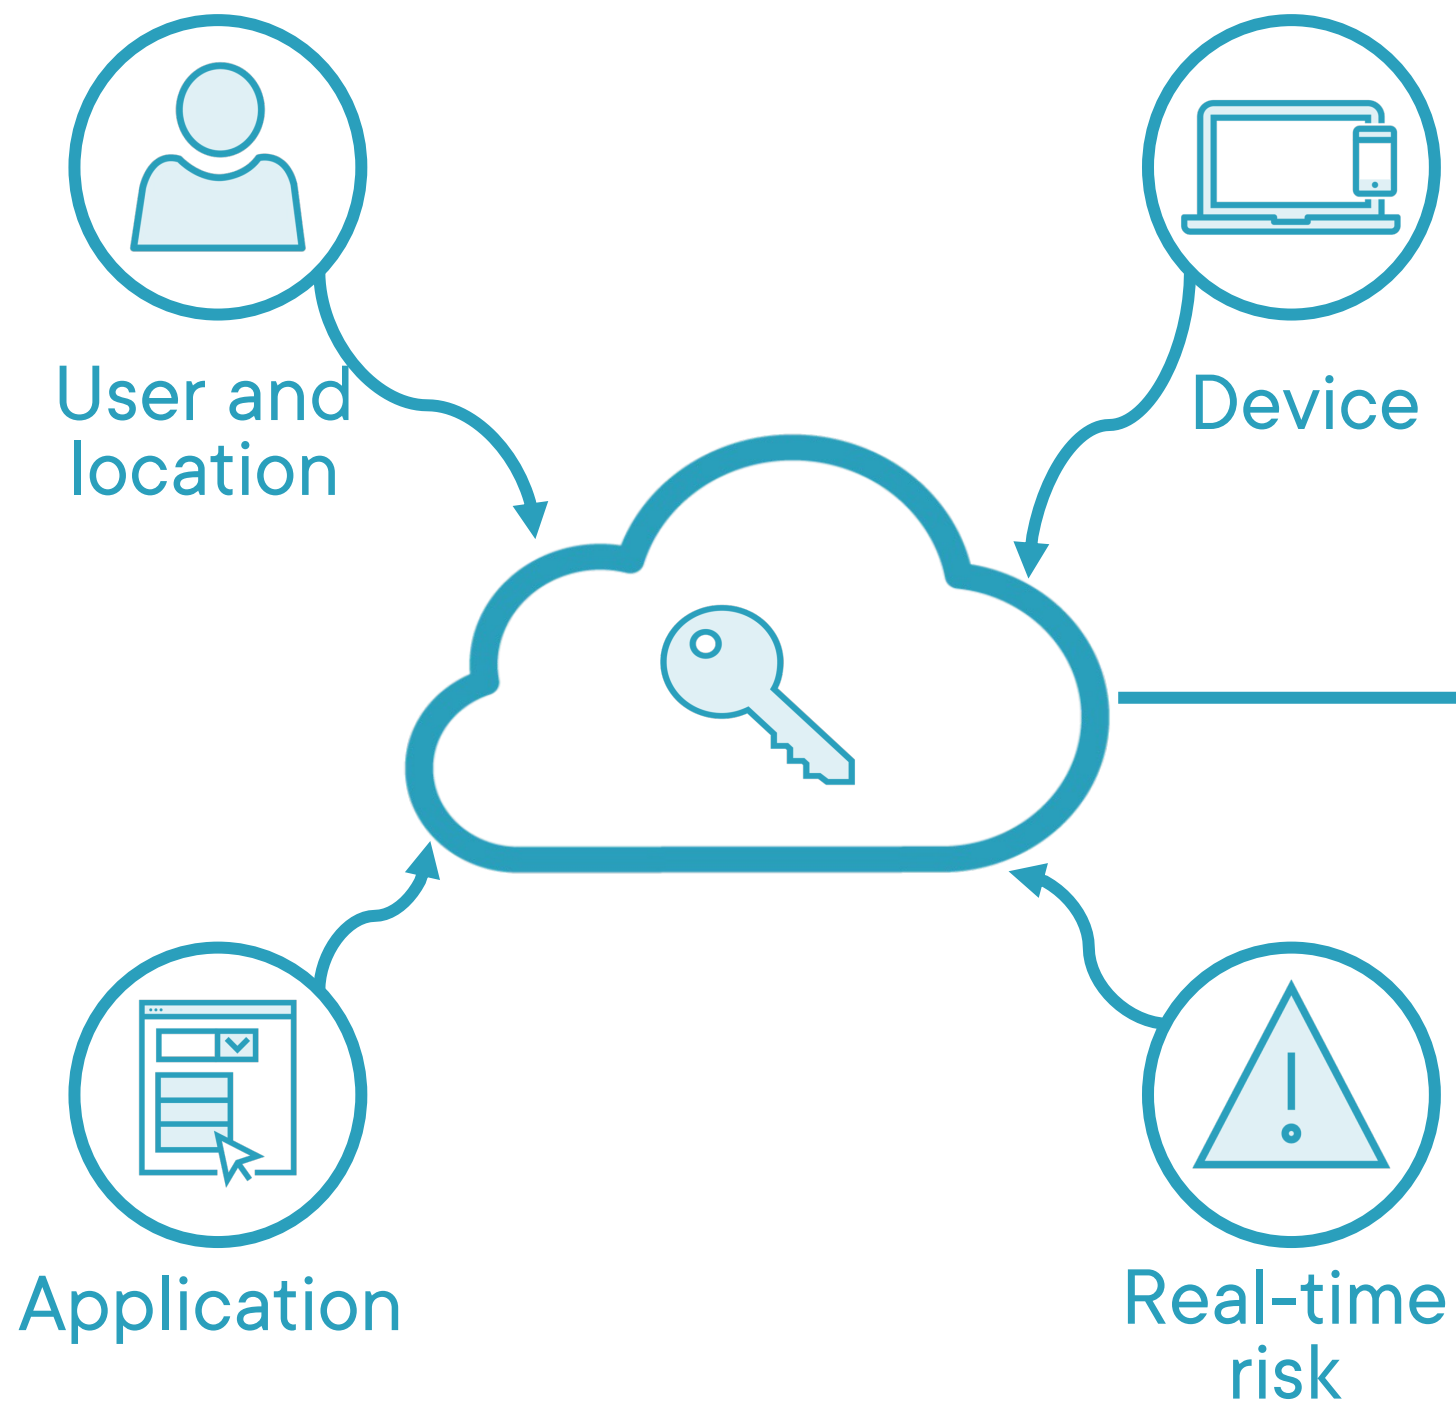 User and
location
Device
Application
Real-time
risk